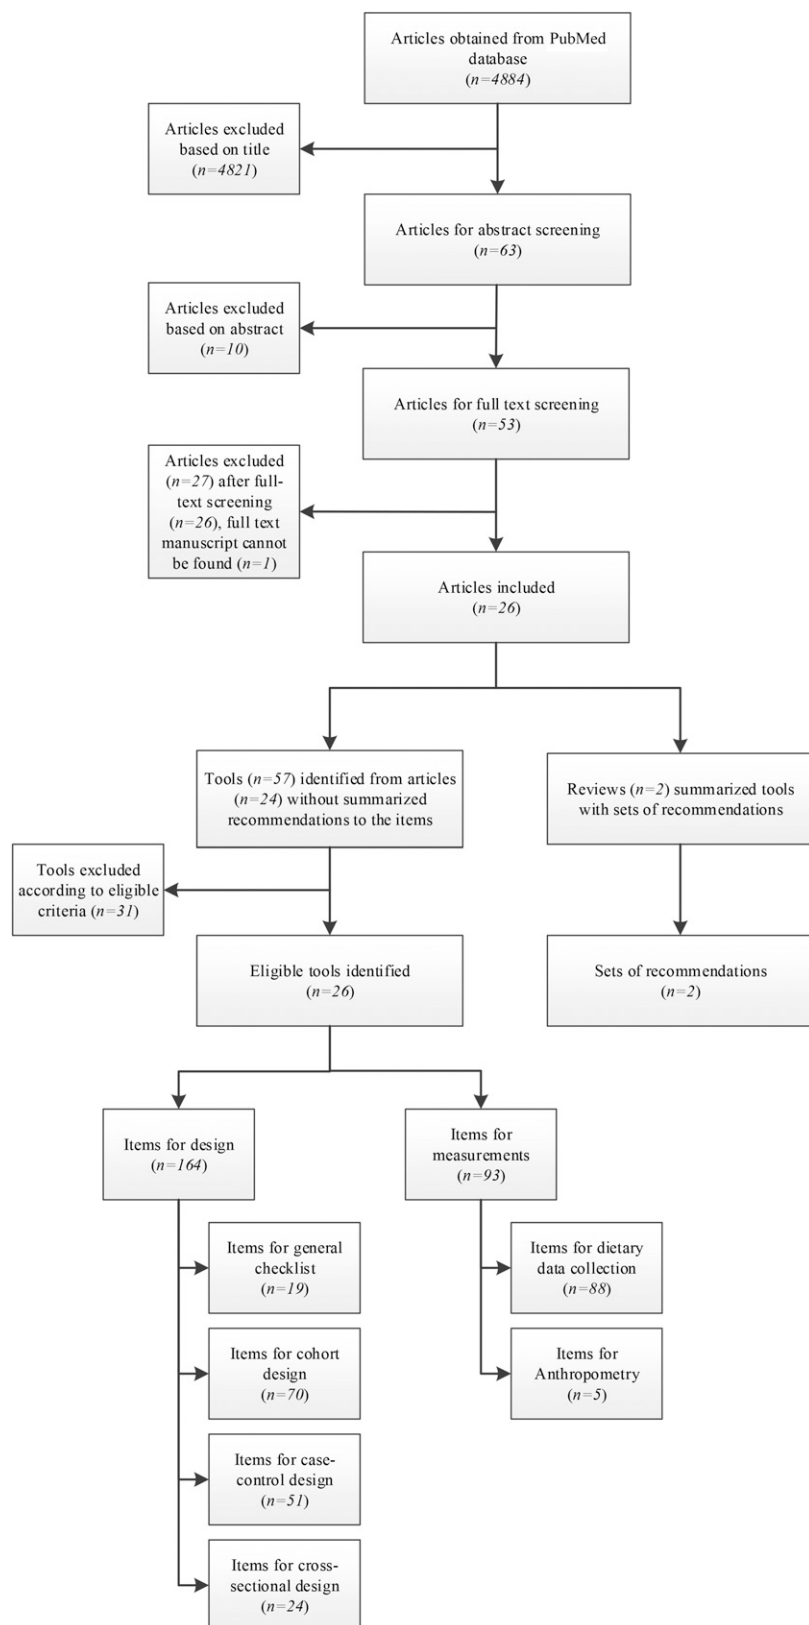 Articles obtained from PubMed
database
(n=4884)
Articles excluded
based on title
(n=4821)
Articles for abstract screening
(n=63)
Articles excluded
based on abstract
(n=10)
Articles for full text screening
(n=53)
Articles excluded
(n=27) after full-
text screening
(n=26), full text
manuscript cannot
be found (n=1)
Articles included
(n=26)
Tools (n=57) identified from articles
(n=24) without summarized
recommendations to the items
Reviews (n=2) summarized tools
with sets of recommendations
Tools excluded
according to eligible
criteria (n=31)
Eligible tools identified
(n=26)
Sets of recommendations
(n=2)
Items for design
(n=164)
Items for
measurements
(n=93)
Items for general
checklist
(n=19)
Items for dietary
data collection
(n=88)
Items for cohort
design
(n=70)
Items for
Anthropometry
(n=5)
Items for case-
control design
(n=51)
Items for cross-
sectional design
(n=24)